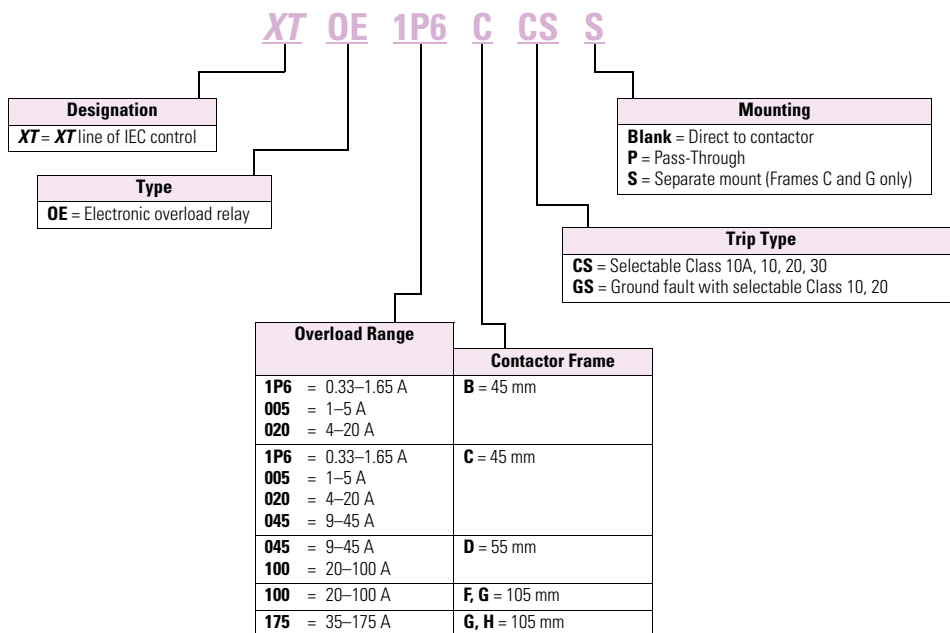 XT OE 1P6 C CS S
Designation
XT = XT line of IEC control
Type
OE = Electronic overload relay
Mounting
Blank = Direct to contactor
P = Pass-Through
S = Separate mount (Frames C and G only)
Trip Type
CS = Selectable Class 10A, 10, 20, 30
GS = Ground fault with selectable Class 10, 20
Overload Range
Contactor Frame
1P6 = 0.33–1.65 A B = 45 mm
005 = 1–5 A
020 = 4–20 A
1P6 = 0.33–1.65 A C = 45 mm
005 = 1–5 A
020 = 4–20 A
045 = 9–45 A
045 = 9–45 A D = 55 mm
100 = 20–100 A
100 = 20–100 A F, G = 105 mm
175 = 35–175 A G, H = 105 mm